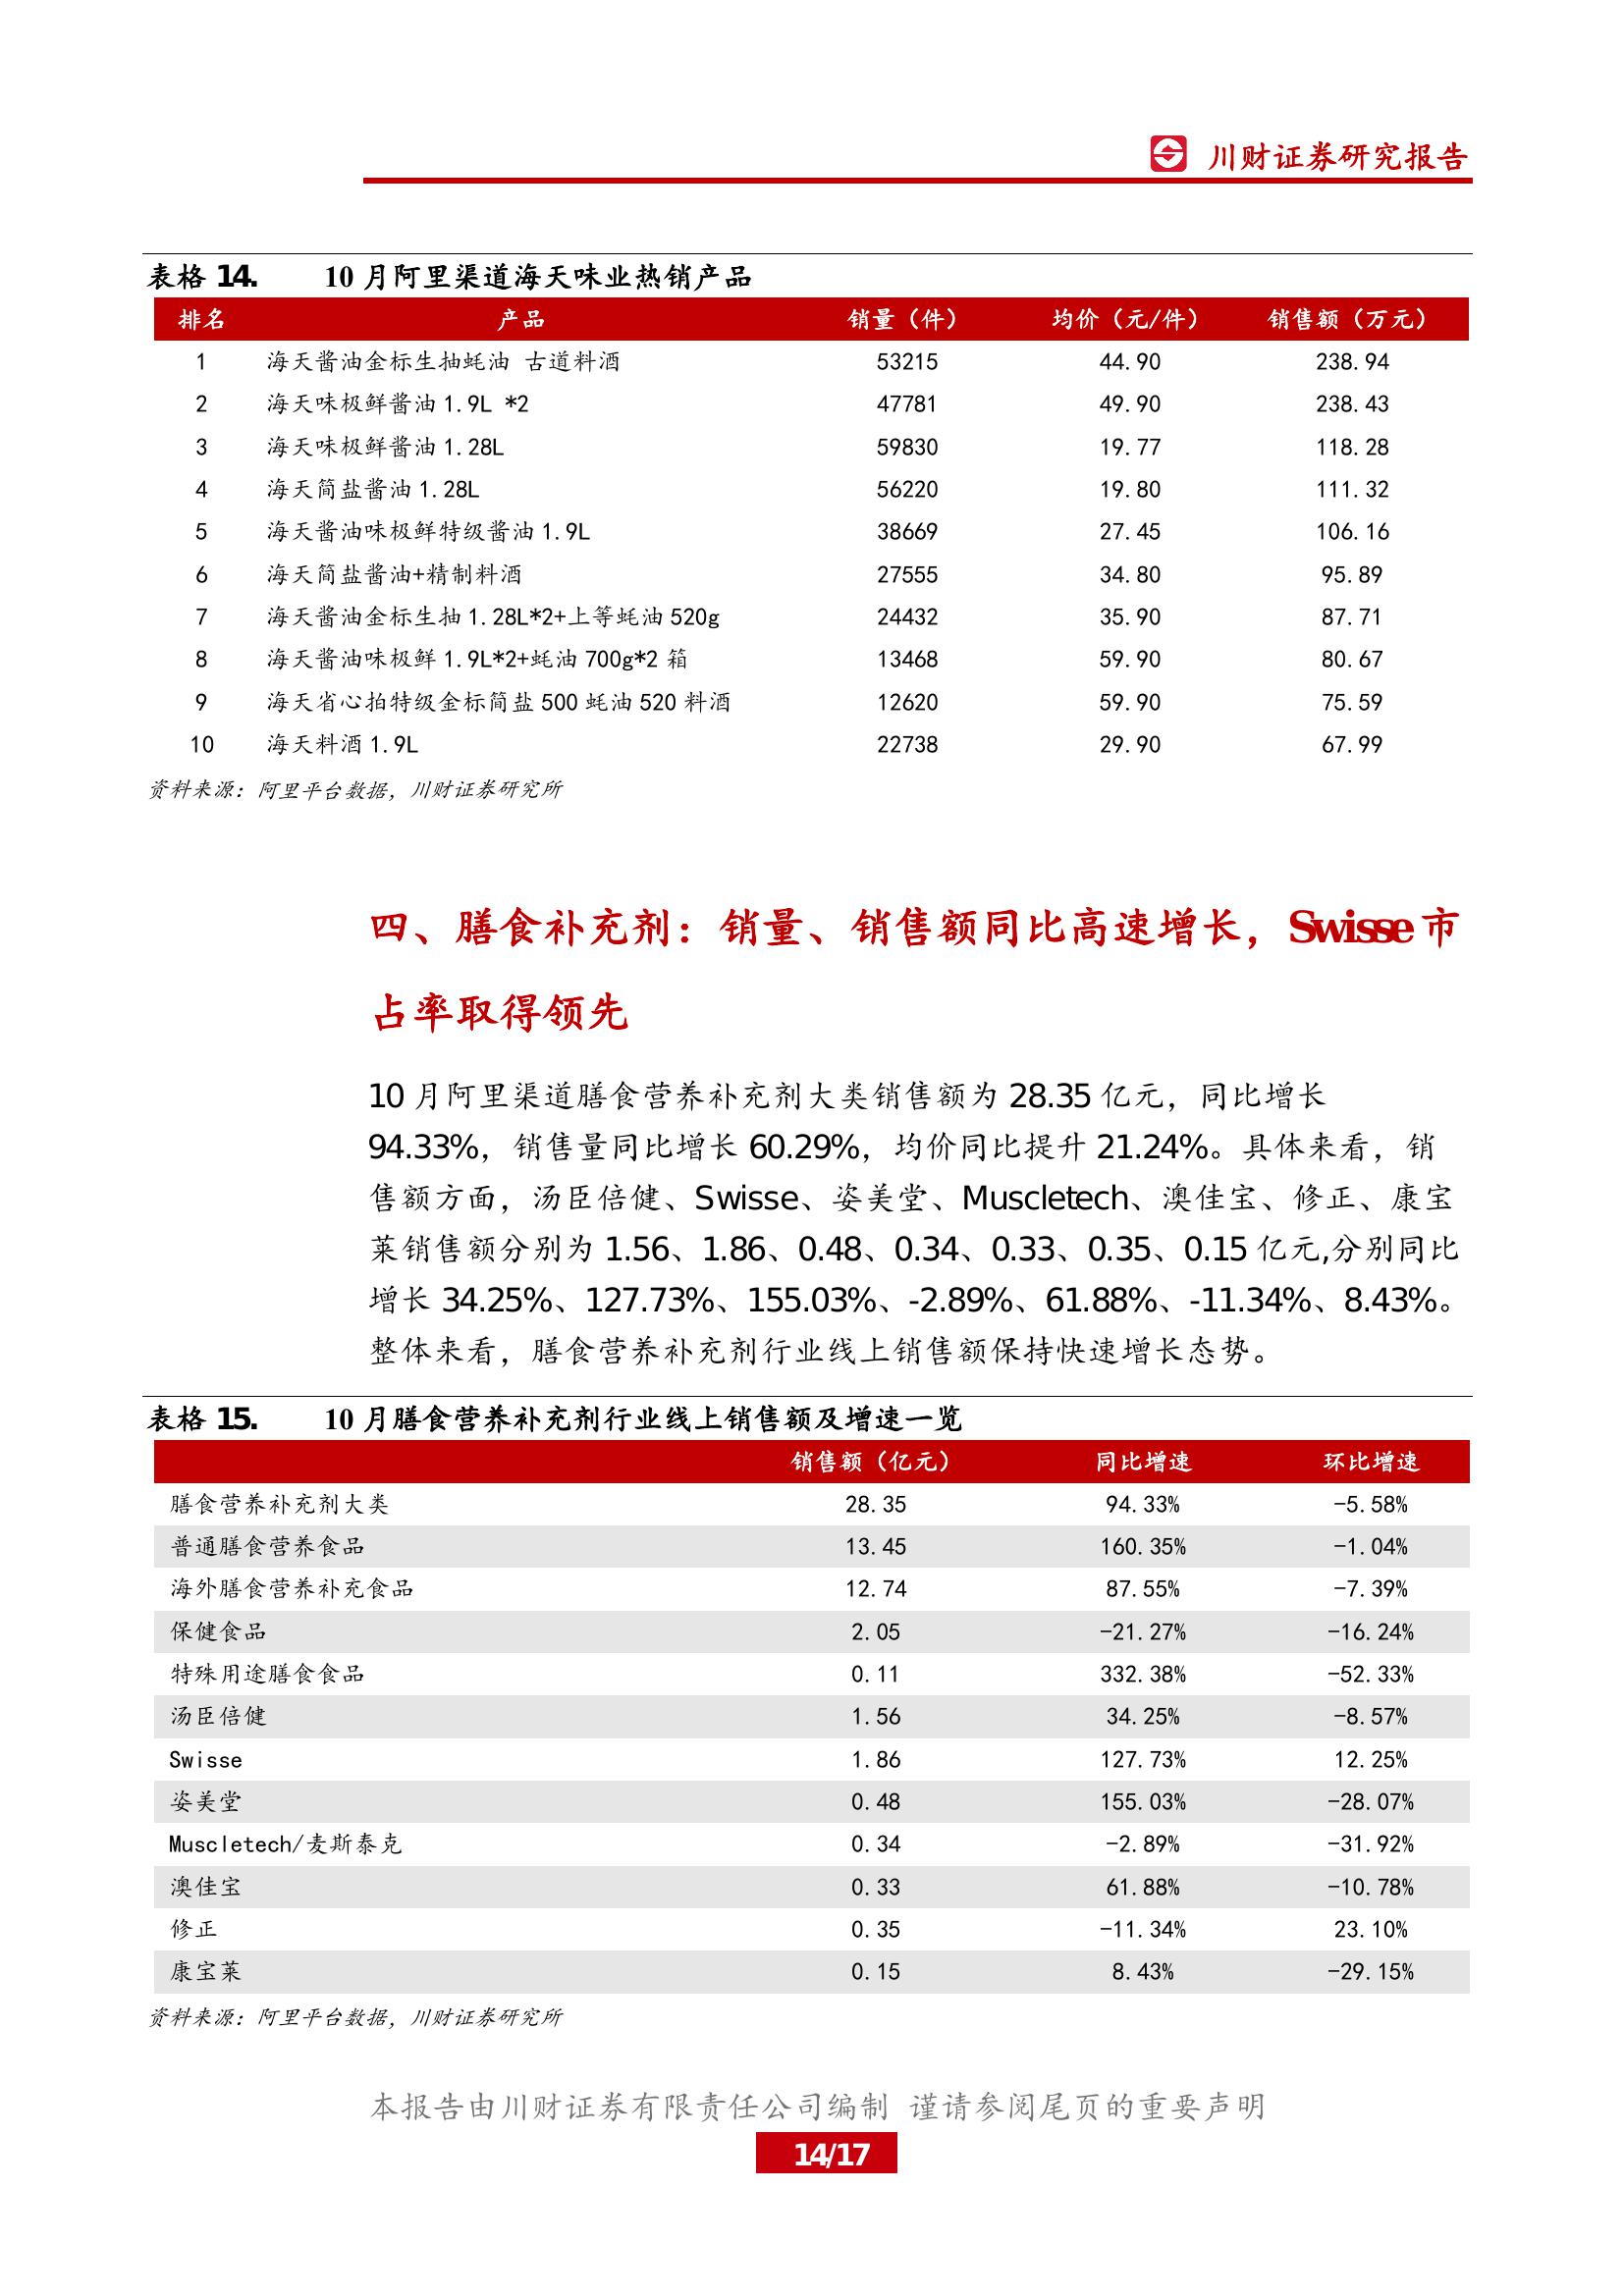 川财证券研究报告
表格 14. 10 月阿里渠道海天味业热销产品
排名 产品 销量（件） 均价（元/件） 销售额（万元）
1 海天酱油金标生抽蚝油 古道料酒 53215 44.90 238.94
2 海天味极鲜酱油 1.9L *2 47781 49.90 238.43
3 海天味极鲜酱油 1.28L 59830 19.77 118.28
4 海天简盐酱油 1.28L 56220 19.80 111.32
5 海天酱油味极鲜特级酱油 1.9L 38669 27.45 106.16
6 海天简盐酱油+精制料酒 27555 34.80 95.89
7 海天酱油金标生抽 1.28L*2+上等蚝油 520g 24432 35.90 87.71
8 海天酱油味极鲜 1.9L*2+蚝油 700g*2 箱 13468 59.90 80.67
9 海天省心拍特级金标简盐 500 蚝油 520 料酒 12620 59.90 75.59
10 海天料酒 1.9L 22738 29.90 67.99
资料来源：阿里平台数据，川财证券研究所
四、膳食补充剂：销量、销售额同比高速增长，Swisse 市
占率取得领先
10 月阿里渠道膳食营养补充剂大类销售额为 28.35 亿元，同比增长
94.33%，销售量同比增长 60.29%，均价同比提升 21.24%。具体来看，销
售额方面，汤臣倍健、Swisse、姿美堂、Muscletech、澳佳宝、修正、康宝
莱销售额分别为 1.56、1.86、0.48、0.34、0.33、0.35、0.15 亿元,分别同比
增长 34.25%、127.73%、155.03%、-2.89%、61.88%、-11.34%、8.43%。
整体来看，膳食营养补充剂行业线上销售额保持快速增长态势。
表格 15. 10 月膳食营养补充剂行业线上销售额及增速一览
销售额（亿元） 同比增速 环比增速
膳食营养补充剂大类 28.35 94.33% -5.58%
普通膳食营养食品 13.45 160.35% -1.04%
海外膳食营养补充食品 12.74 87.55% -7.39%
保健食品 2.05 -21.27% -16.24%
特殊用途膳食食品 0.11 332.38% -52.33%
汤臣倍健 1.56 34.25% -8.57%
Swisse 1.86 127.73% 12.25%
姿美堂 0.48 155.03% -28.07%
Muscletech/麦斯泰克 0.34 -2.89% -31.92%
澳佳宝 0.33 61.88% -10.78%
修正 0.35 -11.34% 23.10%
康宝莱 0.15 8.43% -29.15%
资料来源：阿里平台数据，川财证券研究所
本报告由川财证券有限责任公司编制 谨请参阅尾页的重要声明
14/17